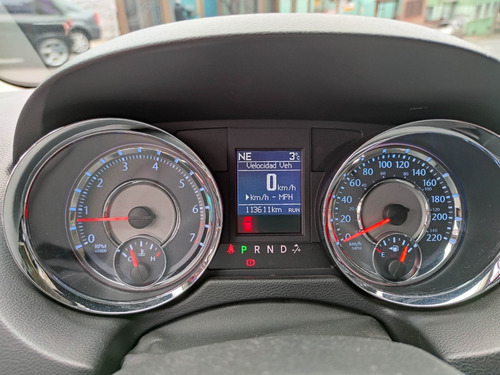 NE 3°C
Velocidad Veh
0 km/h
▶km/h - MPH
113611km RUN
P R N D
0 1 2 3 4 5 6 7
RPM
x1000
C H
0 20 40 60 80 100 120 140 160 180 200 220
km/h
E F